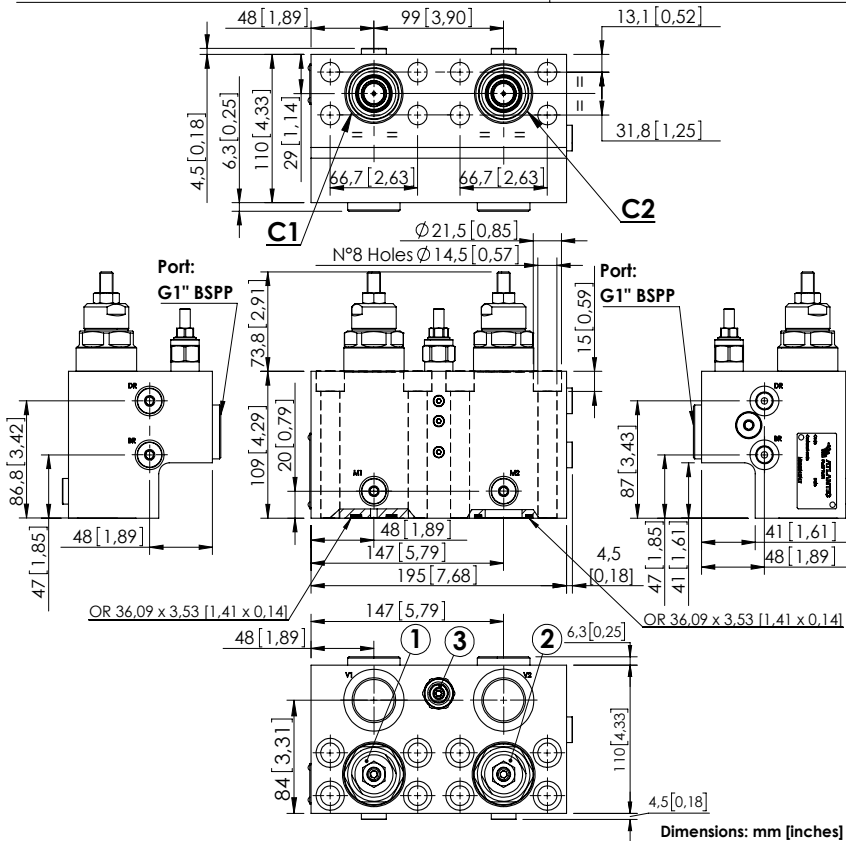 48 [1,89]
99 [3,90]
13,1 [0,52]
4,5 [0,18]
6,3 [0,25]
110 [4,33]
29 [1,14]
31,8 [1,25]
66,7 [2,63]
66,7 [2,63]
C1
C2
Ø 21,5 [0,85]
N°8 Holes Ø 14,5 [0,57]
Port:
G1" BSPP
Port:
G1" BSPP
73,8 [2,91]
15 [0,59]
DR
BR
DR
BR
86,8 [3,42]
109 [4,29]
20 [0,79]
M1
M2
87 [3,43]
47 [1,85]
48 [1,89]
48 [1,89]
147 [5,79]
195 [7,68]
4,5
[0,18]
47 [1,85]
41 [1,61]
41 [1,61]
48 [1,89]
OR 36,09 x 3,53 [1,41 x 0,14]
OR 36,09 x 3,53 [1,41 x 0,14]
147 [5,79]
48 [1,89]
1
3
2
6,3 [0,25]
V1
V2
84 [3,31]
110 [4,33]
4,5 [0,18]
Dimensions: mm [inches]